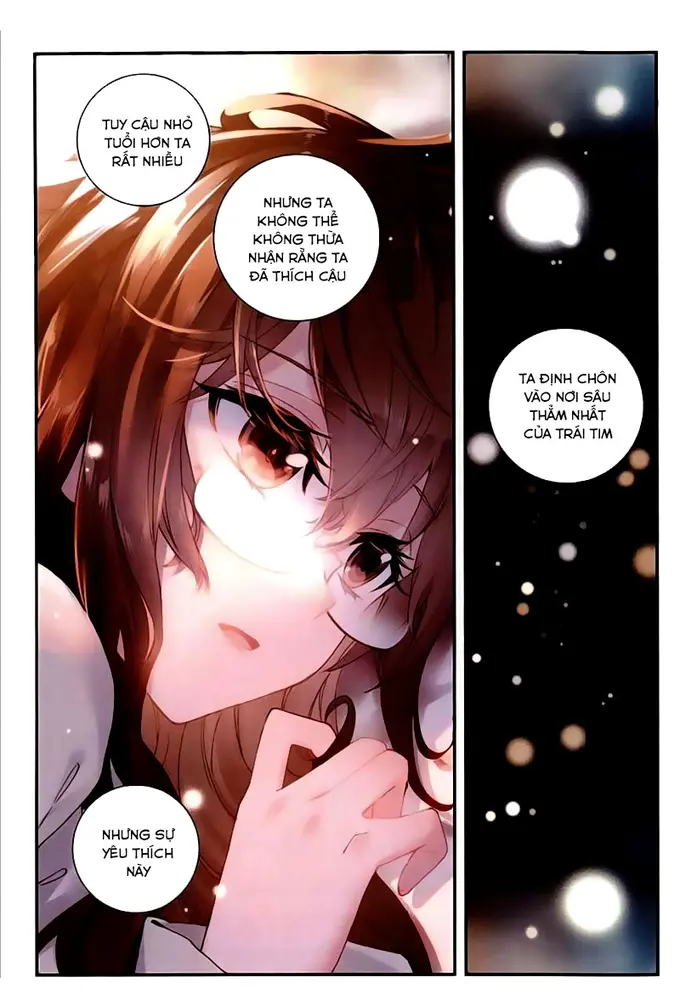 TUY CẬU NHỎ
TUỔI HƠN TA
RẤT NHIỀU
NHƯNG TA
KHÔNG THỂ
KHÔNG THỪA
NHẬN RẰNG TA
ĐÃ THÍCH CẬU
NHƯNG SỰ
YÊU THÍCH
NÀY
TA ĐỊNH CHÔN
VÀO NƠI SÂU
THẲM NHẤT
CỦA TRÁI TIM